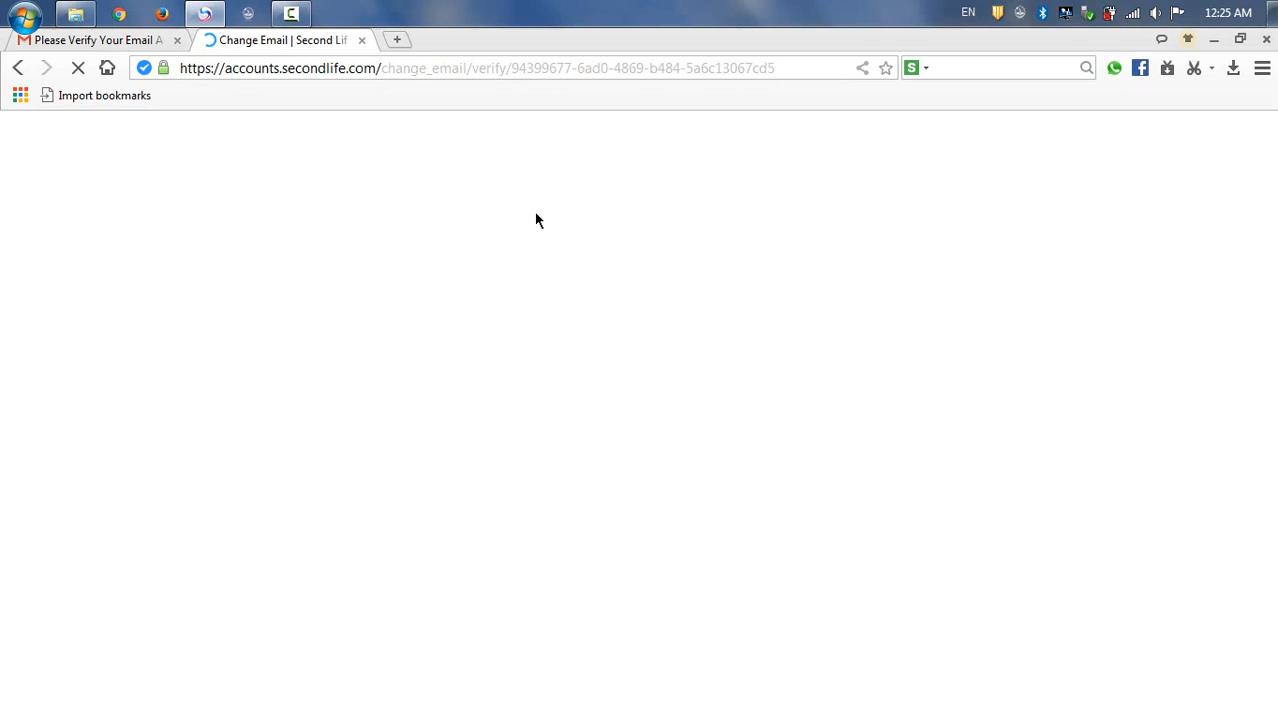 EN
12:25 AM
Please Verify Your Email A
Change Email | Second Lif
https://accounts.secondlife.com/change_email/verify/94399677-6ad0-4869-b484-5a6c13067cd5
S
Import bookmarks